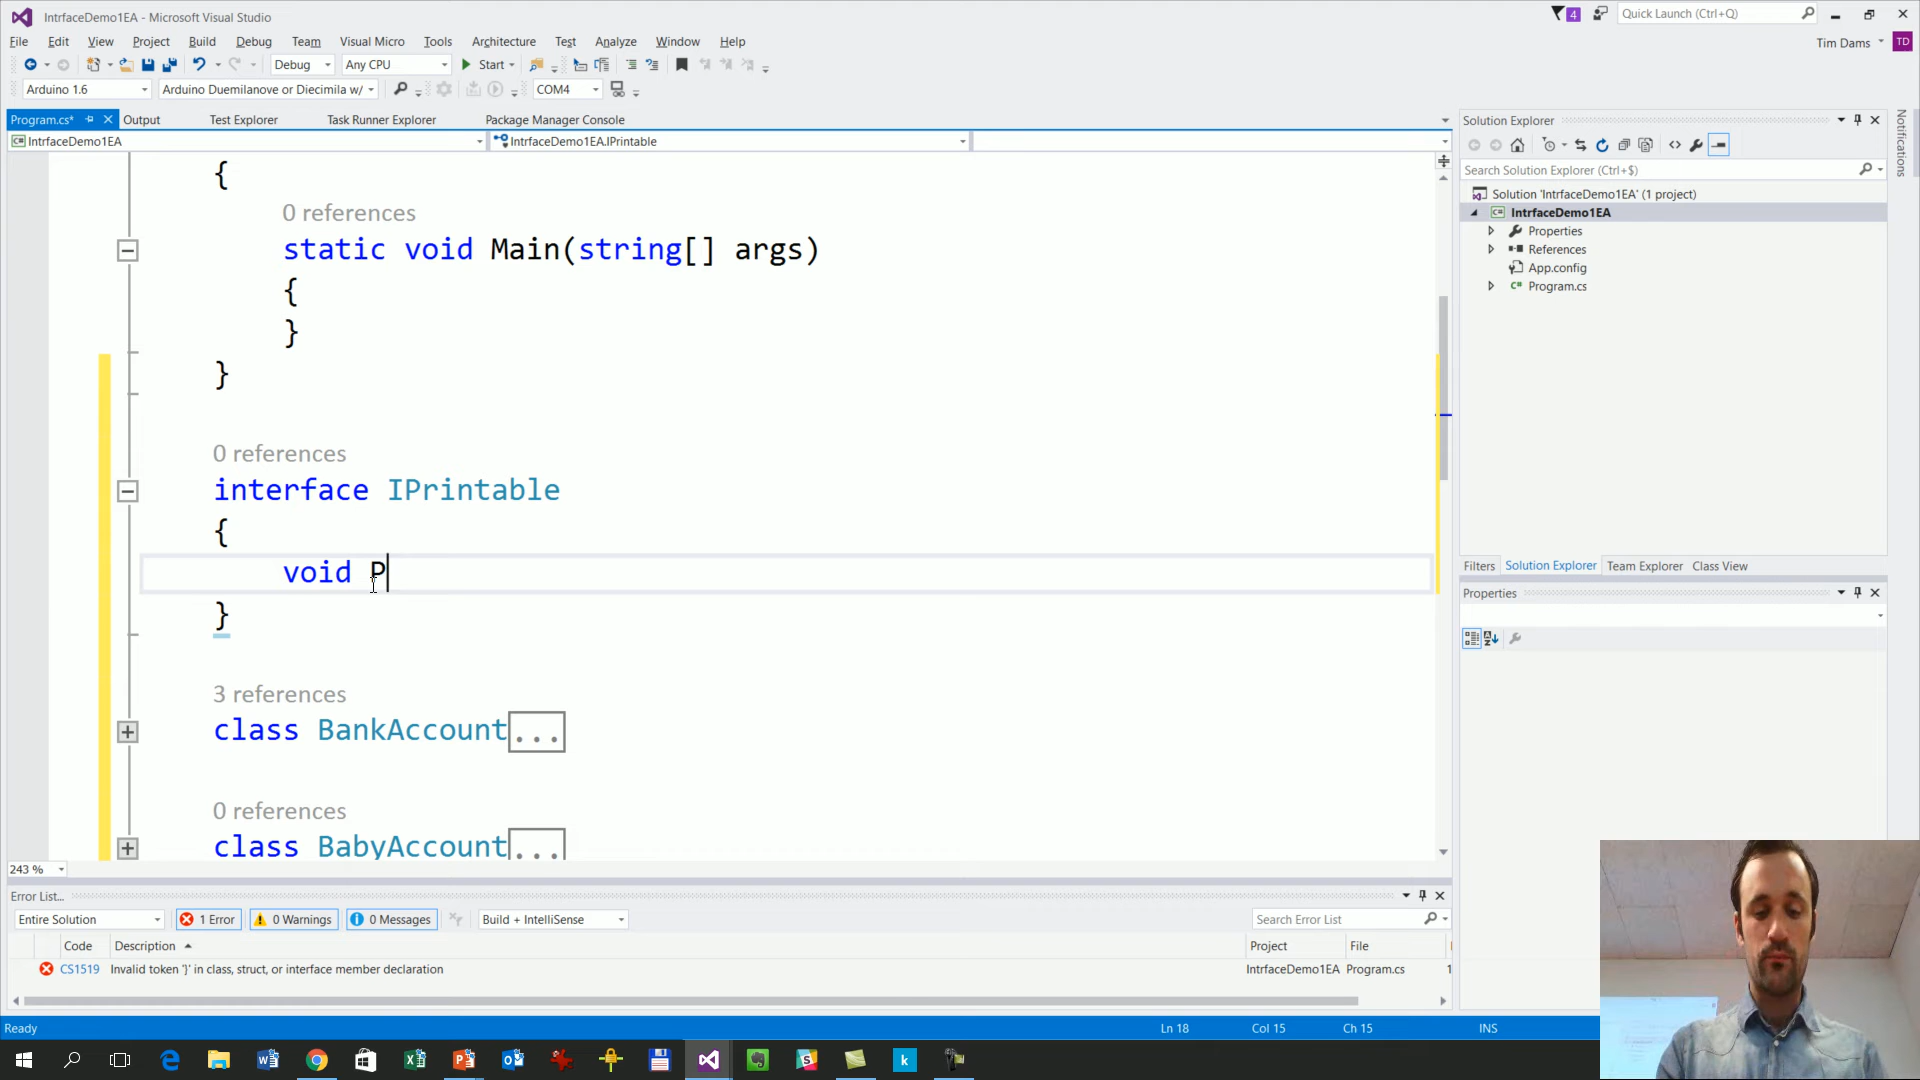 IntrfaceDemo1EA - Microsoft Visual Studio
4
Quick Launch (Ctrl+Q)
File Edit View Project Build Debug Team Visual Micro Tools Architecture Test Analyze Window Help
Tim Dams
TD
Debug
Any CPU
Start
Arduino 1.6
Arduino Duemilanove or Diecimila w/
COM4
Program.cs*
Output
Test Explorer
Task Runner Explorer
Package Manager Console
C# IntrfaceDemo1EA
IntrfaceDemo1EA.IPrintable
{
0 references
static void Main(string[] args)
{
}
}
0 references
interface IPrintable
{
void P
}
3 references
class BankAccount...
0 references
class BabyAccount...
243 %
Solution Explorer
Search Solution Explorer (Ctrl+$)
Solution 'IntrfaceDemo1EA' (1 project)
C# IntrfaceDemo1EA
Properties
References
App.config
C# Program.cs
Filters Solution Explorer Team Explorer Class View
Properties
Notifications
Error List...
Entire Solution
1 Error
0 Warnings
0 Messages
Build + IntelliSense
Search Error List
Code Description Project File
CS1519 Invalid token '}' in class, struct, or interface member declaration IntrfaceDemo1EA Program.cs 1
Ready
Ln 18
Col 15
Ch 15
INS